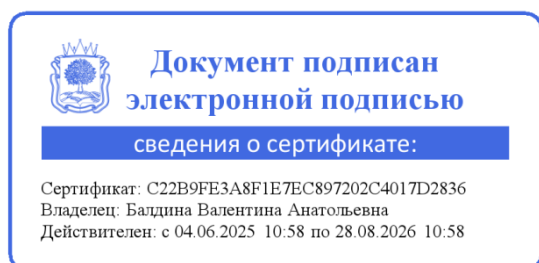 Документ подписан
электронной подписью
сведения о сертификате:
Сертификат: C22B9FE3A8F1E7EC897202C4017D2836
Владелец: Балдина Валентина Анатольевна
Действителен: с 04.06.2025 10:58 по 28.08.2026 10:58